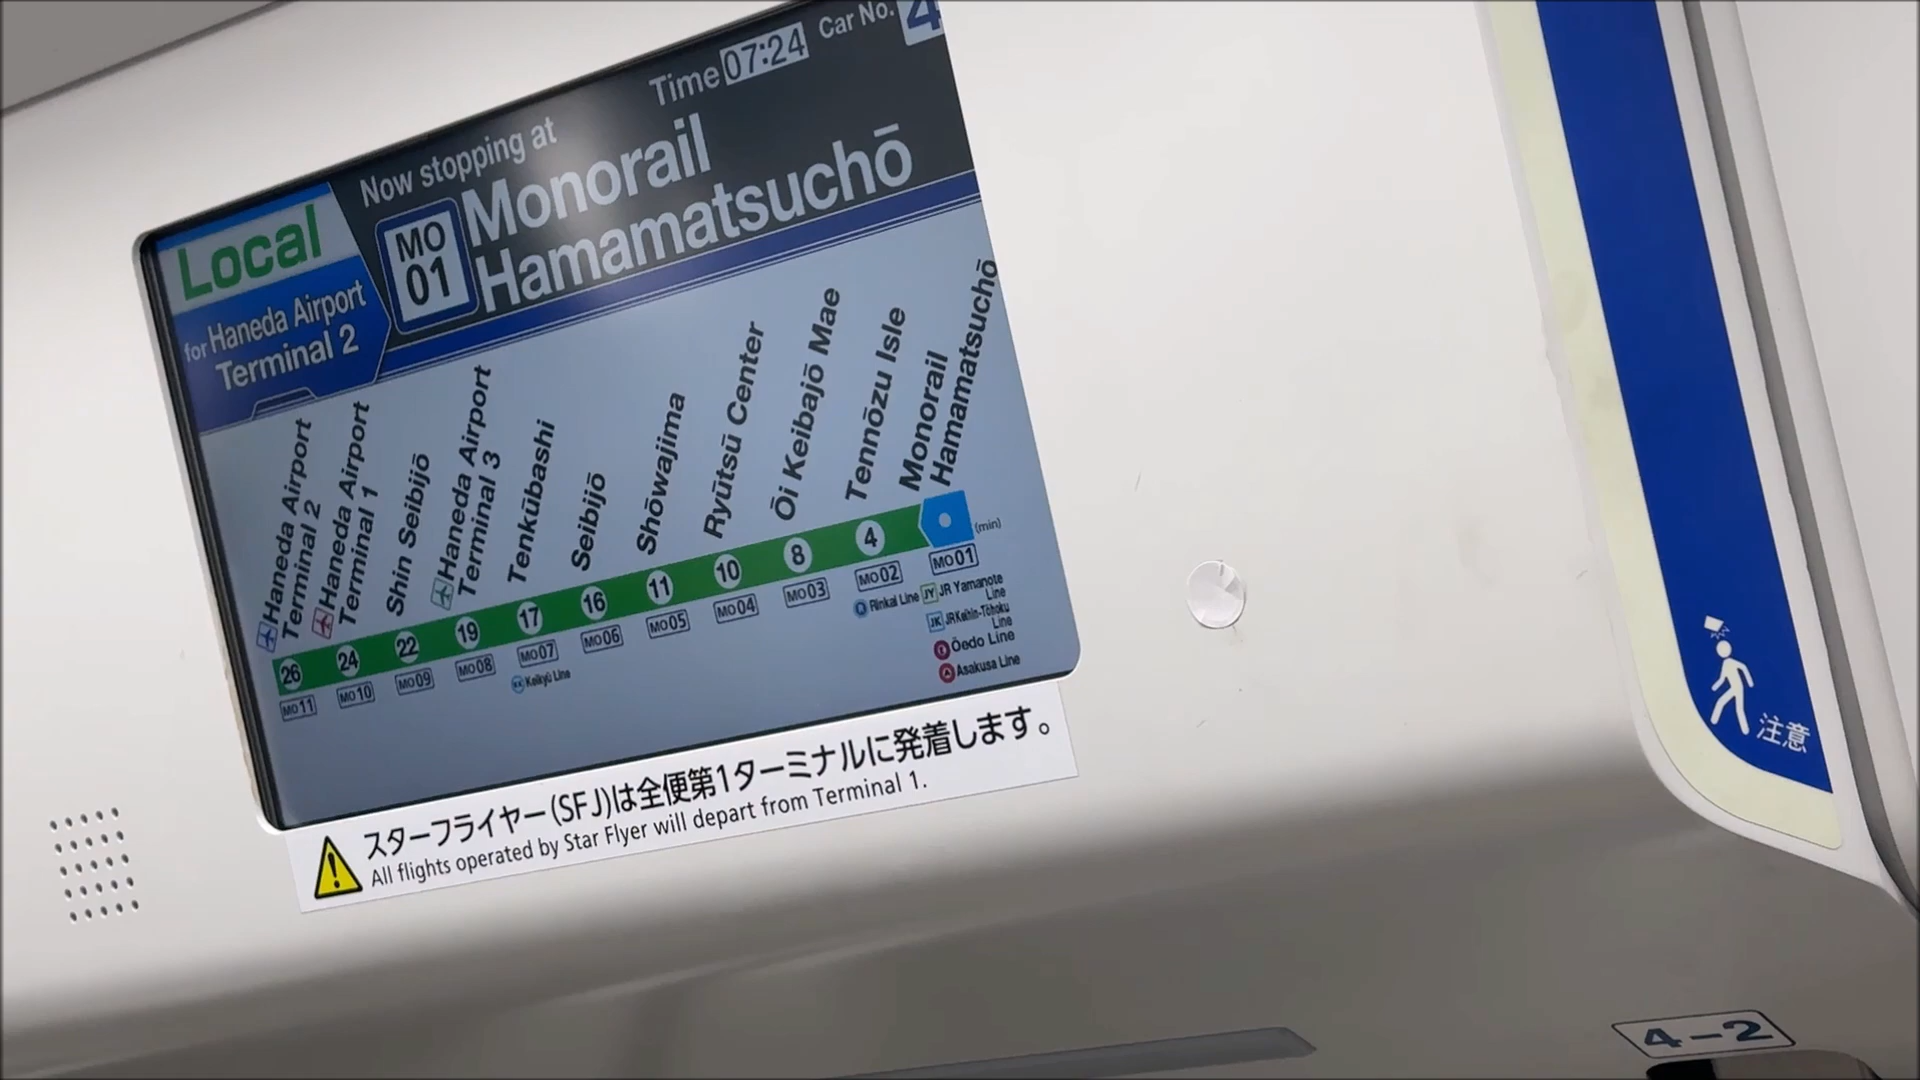 Time 07:24 Car No. 4
Now stopping at
Local
MO 01
Monorail
Hamamatsuchō
for Haneda Airport
Terminal 2
Haneda Airport
Terminal 2
Haneda Airport
Terminal 1
Shin Seibijō
Haneda Airport
Terminal 3
Tenkūbashi
Seibijō
Shōwajima
Ryūtsū Center
Ōi Keibajō Mae
Tennōzu Isle
Monorail
Hamamatsuchō
26 24 22 19 17 16 11 10 8 4 (min)
MO11 MO10 MO09 MO08 MO07 MO06 MO05 MO04 MO03 MO02 MO01
Keikyū Line
Rinkai Line
JY JR Yamanote
Line
JK JR Keihin-Tōhoku
Line
Ōedo Line
A Asakusa Line
スターフライヤー(SFJ)は全便第1ターミナルに発着します。
All flights operated by Star Flyer will depart from Terminal 1.
注意
4-2